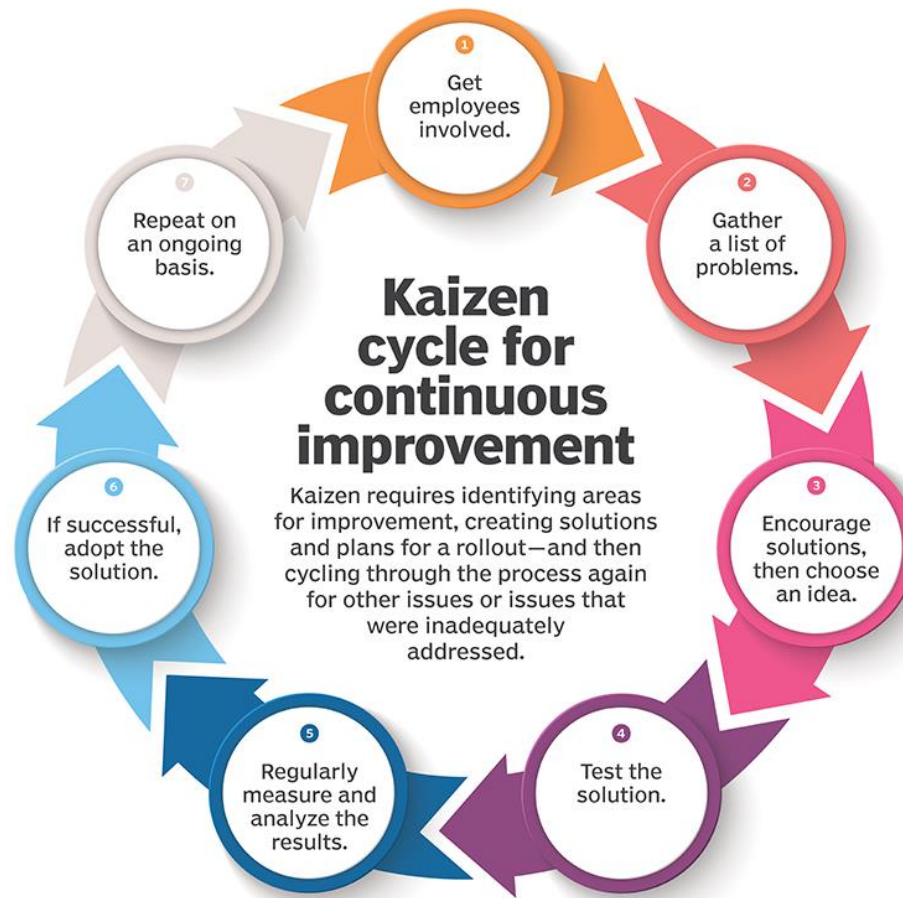 1
Get
employees
involved.
2
Gather
a list of
problems.
3
Encourage
solutions,
then choose
an idea.
4
Test the
solution.
5
Regularly
measure and
analyze the
results.
6
If successful,
adopt the
solution.
7
Repeat on
an ongoing
basis.
Kaizen
cycle for
continuous
improvement
Kaizen requires identifying areas
for improvement, creating solutions
and plans for a rollout—and then
cycling through the process again
for other issues or issues that
were inadequately
addressed.